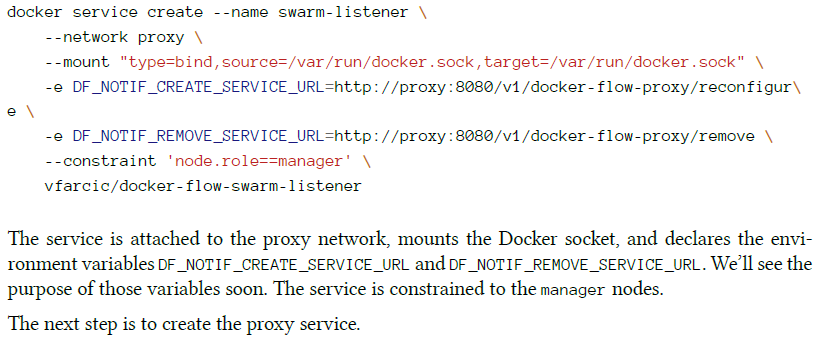 docker service create --name swarm-listener \
--network proxy \
--mount "type=bind,source=/var/run/docker.sock,target=/var/run/docker.sock" \
-e DF_NOTIF_CREATE_SERVICE_URL=http://proxy:8080/v1/docker-flow-proxy/reconfigur\
e \
-e DF_NOTIF_REMOVE_SERVICE_URL=http://proxy:8080/v1/docker-flow-proxy/remove \
--constraint 'node.role==manager' \
vfarcic/docker-flow-swarm-listener
The service is attached to the proxy network, mounts the Docker socket, and declares the envi-
ronment variables DF_NOTIF_CREATE_SERVICE_URL and DF_NOTIF_REMOVE_SERVICE_URL. We'll see the
purpose of those variables soon. The service is constrained to the manager nodes.
The next step is to create the proxy service.